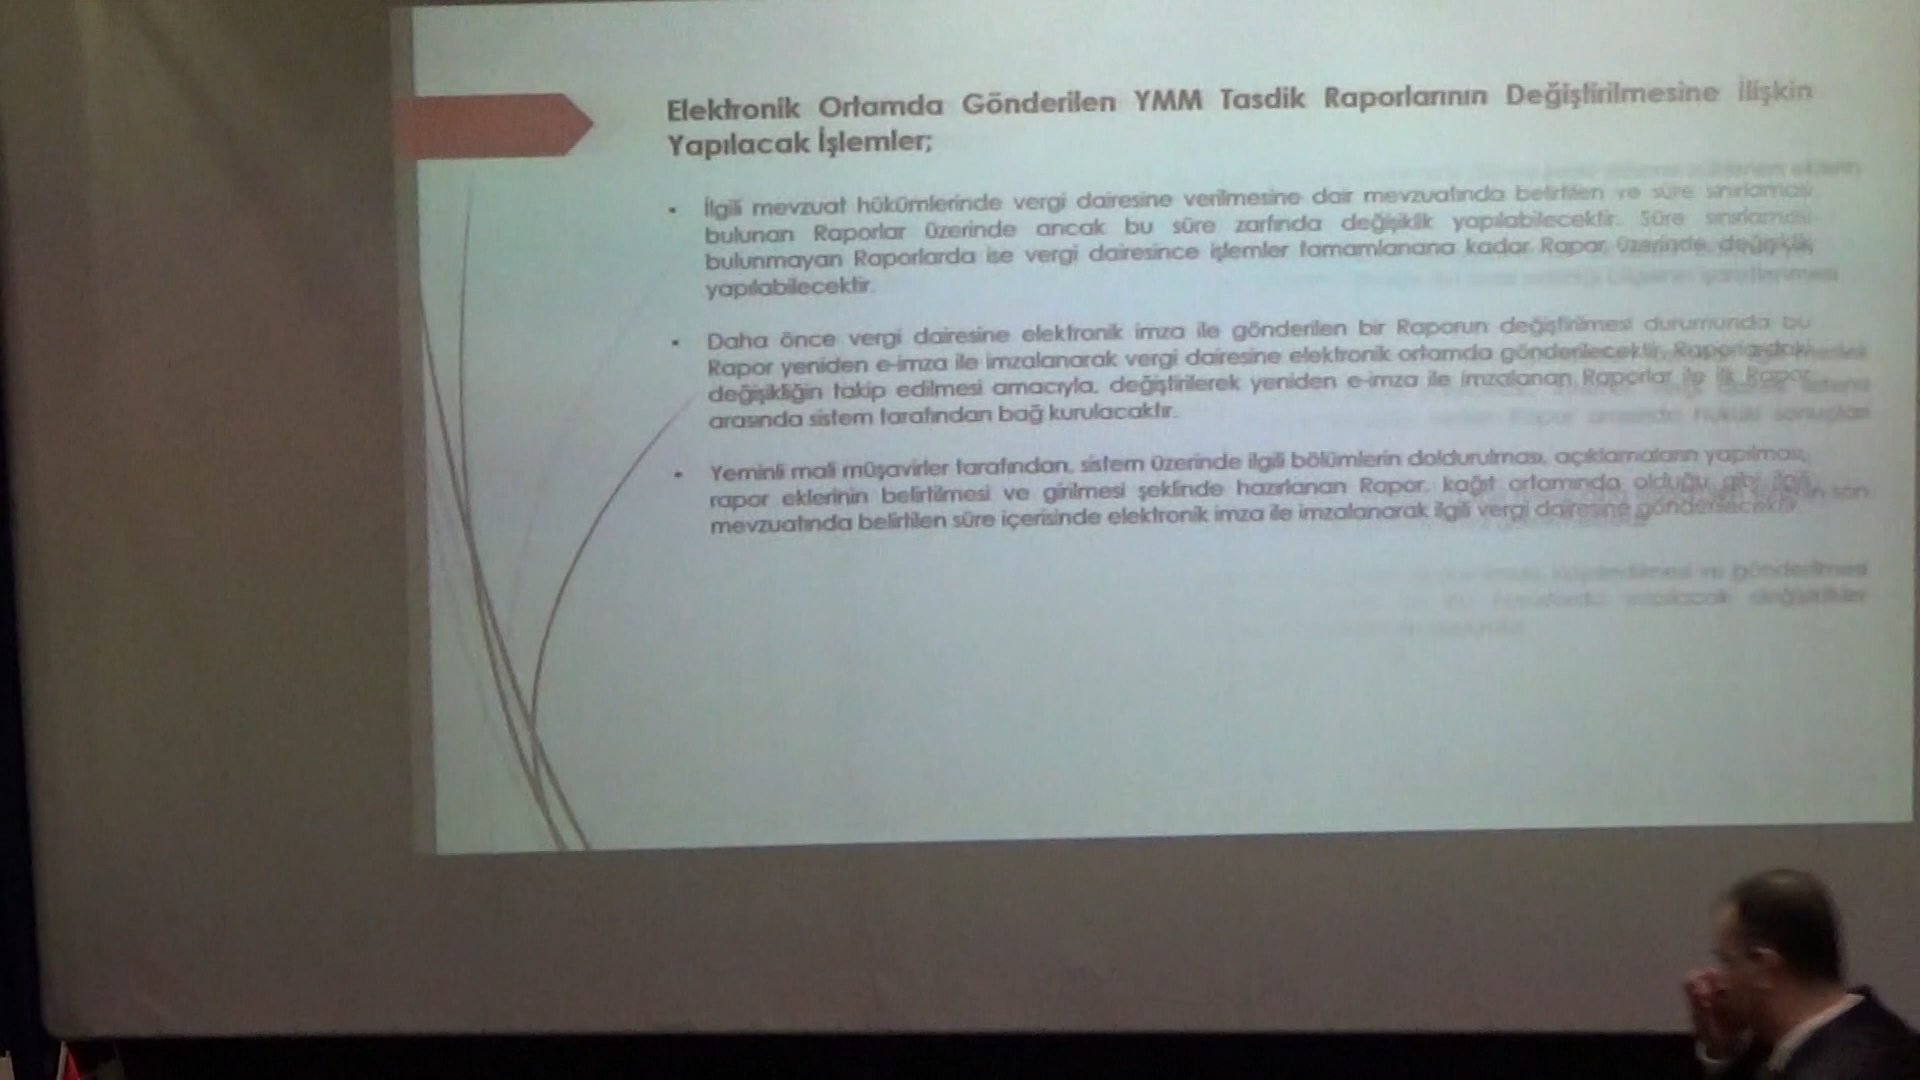 Elektronik Ortamda Gönderilen YMM Tasdik Raporlarının Değiştirilmesine İlişkin
Yapılacak İşlemler;
İlgili mevzuat hükümlerinde vergi dairesine verilmesine dair mevzuatında belirtilen ve süre sınırlaması
bulunan Raporlar üzerinde ancak bu süre zarfında değişiklik yapılabilecektir. Süre sınırlaması
bulunmayan Raporlarda ise vergi dairesince işlemler tamamlanana kadar Rapor üzerinde değişiklik
yapılabilecektir.
Daha önce vergi dairesine elektronik imza ile gönderilen bir Raporun değiştirilmesi durumunda bu
Rapor yeniden e-imza ile imzalanarak vergi dairesine elektronik ortamda gönderilecektir. Raporlardaki
değişikliğin takip edilmesi amacıyla, değiştirilerek yeniden e-imza ile imzalanan Raporlar ile ilk Rapor
arasında sistem tarafından bağ kurulacaktır.
Yeminli mali müşavirler tarafından, sistem üzerinde ilgili bölümlerin doldurulması, açıklamaların yapılması,
rapor eklerinin belirtilmesi ve girilmesi şeklinde hazırlanan Rapor, kağıt ortamında olduğu gibi ilgili
mevzuatında belirtilen süre içerisinde elektronik imza ile imzalanarak ilgili vergi dairesine gönderilecektir.